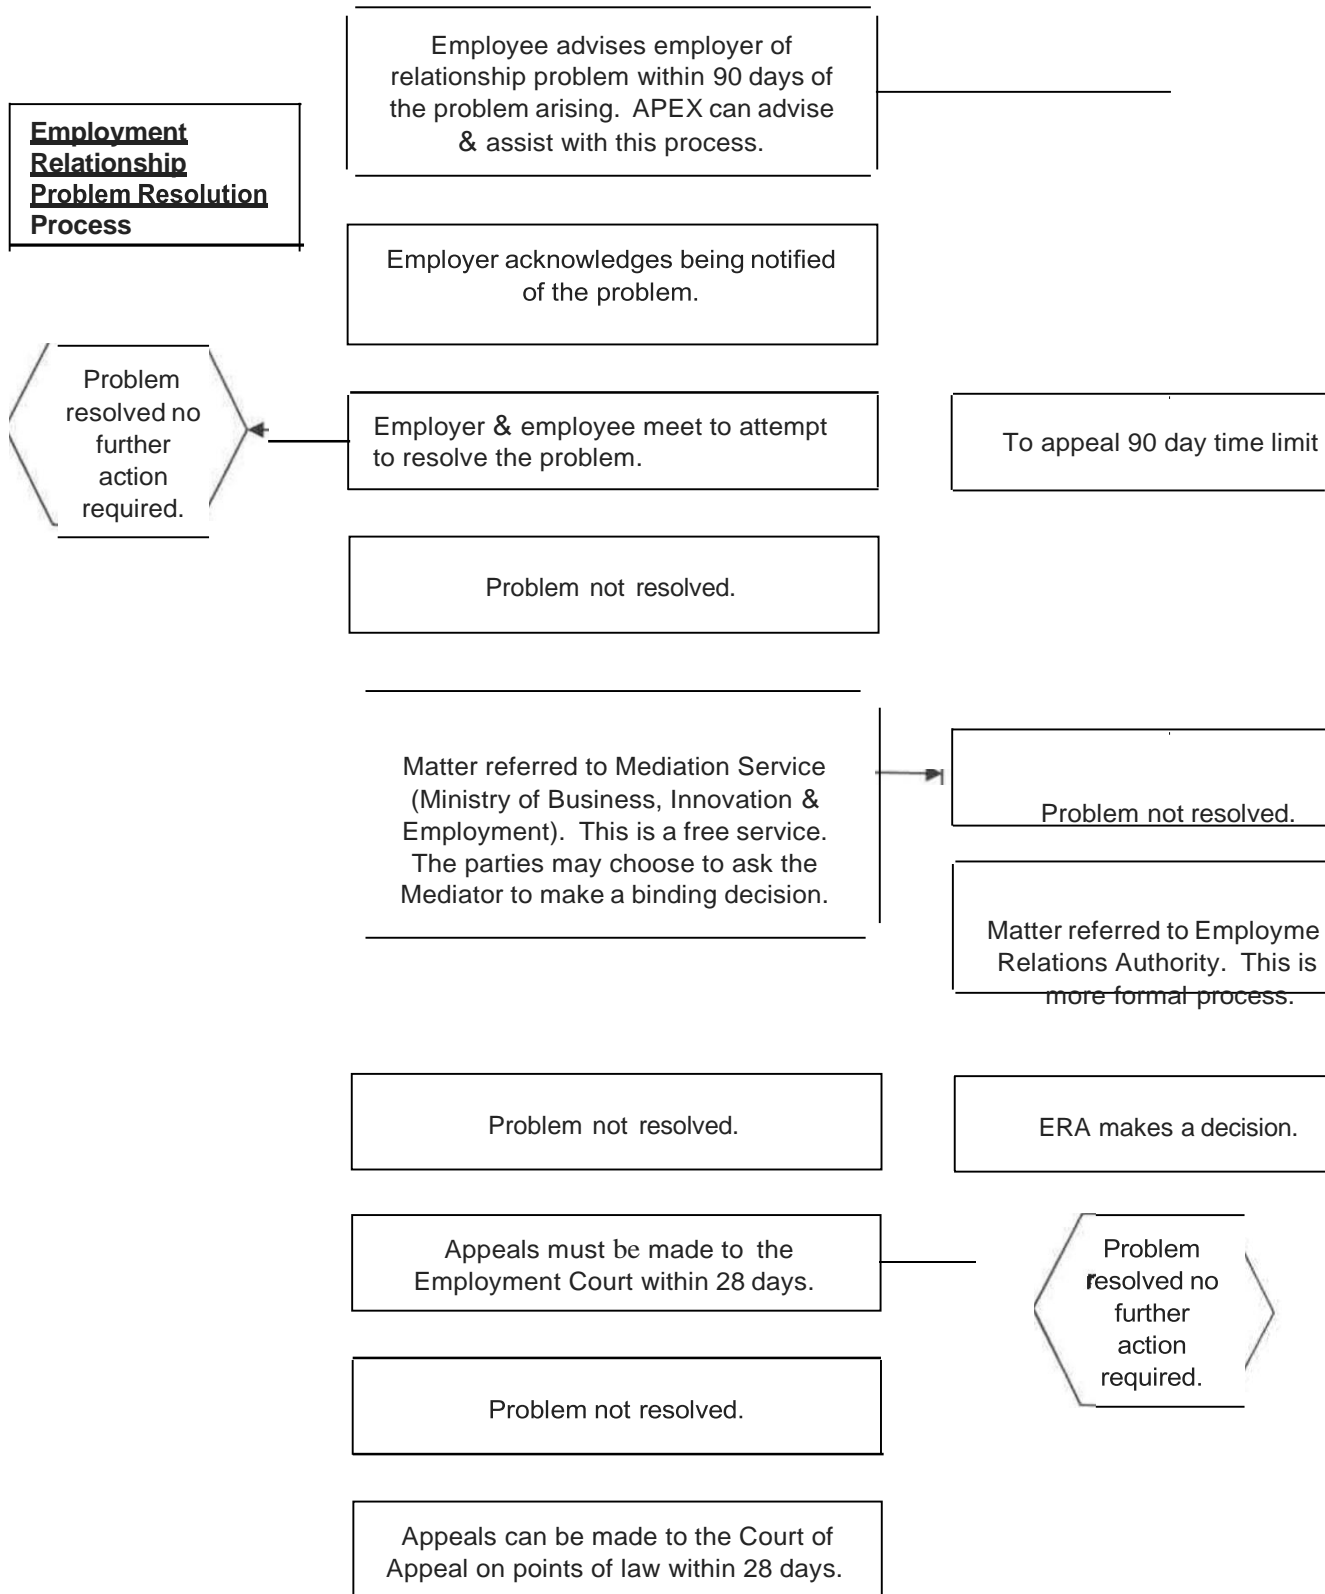 Employee advises employer of
relationship problem within 90 days of
the problem arising. APEX can advise
& assist with this process.
Employment
Relationship
Problem Resolution
Process
Employer acknowledges being notified
of the problem.
Problem
resolved no
further
action
required.
Employer & employee meet to attempt
to resolve the problem.
To appeal 90 day time limit
Problem not resolved.
Matter referred to Mediation Service
(Ministry of Business, Innovation &
Employment). This is a free service.
The parties may choose to ask the
Mediator to make a binding decision.
Problem not resolved.
Matter referred to Employme
Relations Authority. This is
more formal process.
Problem not resolved.
ERA makes a decision.
Appeals must be made to the
Employment Court within 28 days.
Problem
resolved no
further
action
required.
Problem not resolved.
Appeals can be made to the Court of
Appeal on points of law within 28 days.